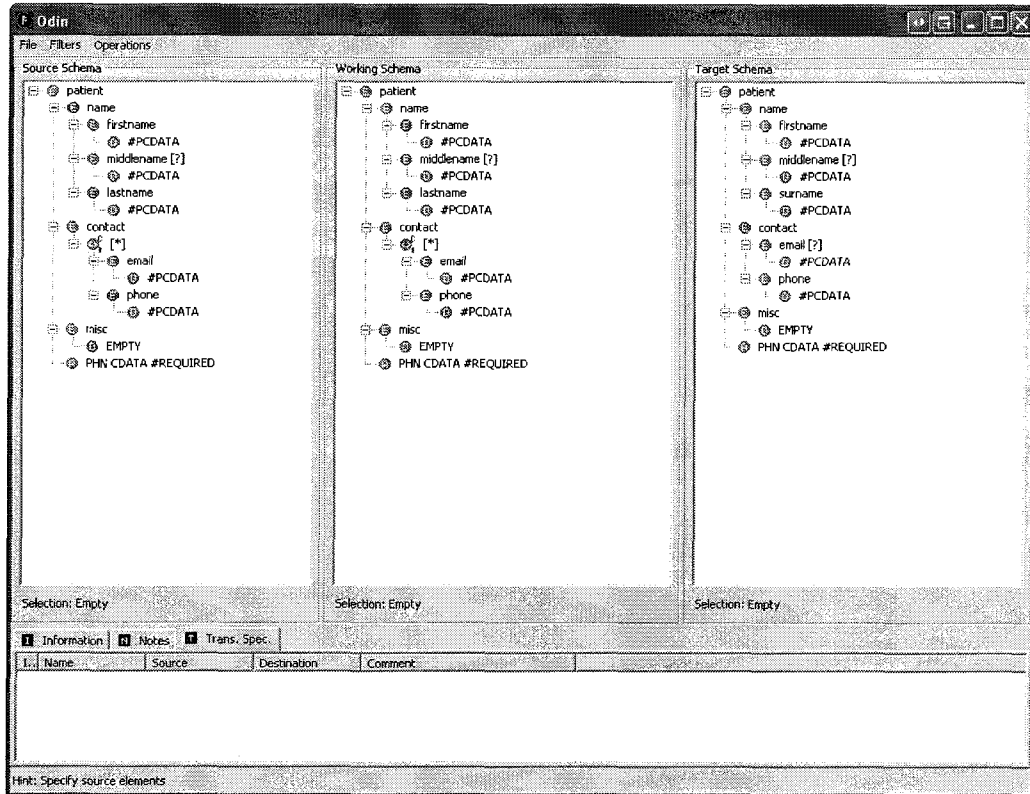 Odin
File Filters Operations
Source Schema
patient
name
firstname
#PCDATA
middlename [?]
#PCDATA
lastname
#PCDATA
contact
[*]
email
#PCDATA
phone
#PCDATA
misc
EMPTY
PHN CDATA #REQUIRED
Selection: Empty
Working Schema
patient
name
firstname
#PCDATA
middlename [?]
#PCDATA
lastname
#PCDATA
contact
[*]
email
#PCDATA
phone
#PCDATA
misc
EMPTY
PHN CDATA #REQUIRED
Selection: Empty
Target Schema
patient
name
firstname
#PCDATA
middlename [?]
#PCDATA
surname
#PCDATA
contact
email [?]
#PCDATA
phone
#PCDATA
misc
EMPTY
PHN CDATA #REQUIRED
Selection: Empty
Information Notes Trans. Spec.
I... Name Source Destination Comment
Hint: Specify source elements